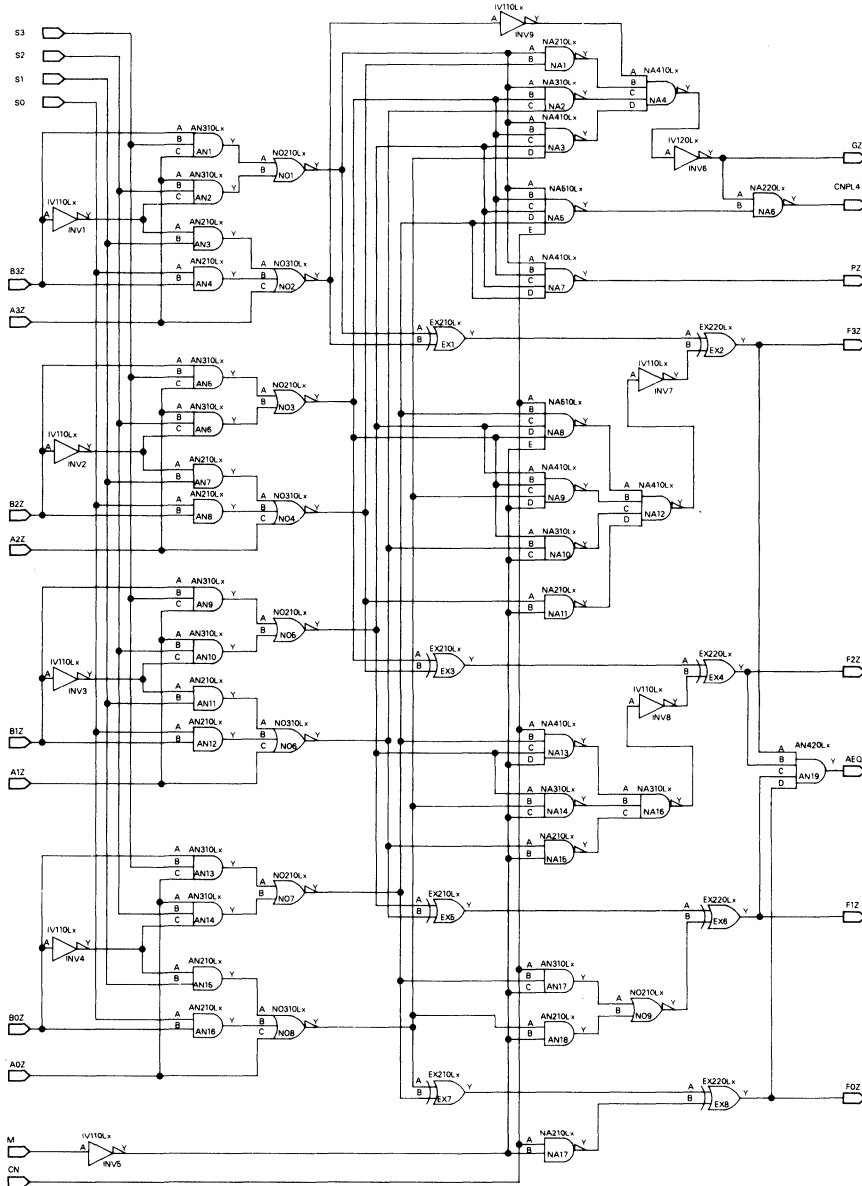 S3
S2
S1
S0
IV110Lx
A
Y
INV9
NA210Lx
A
B
Y
NA1
NA310Lx
A
B
C
Y
NA2
NA410Lx
A
B
C
D
Y
NA3
NA410Lx
A
B
C
D
Y
NA4
IV120Lx
A
Y
INV6
GZ
NA220Lx
A
B
Y
NA6
CNPL4
NA510Lx
A
B
C
D
E
Y
NA5
NA410Lx
A
B
C
D
Y
NA7
PZ
AN310Lx
A
B
C
Y
AN1
AN310Lx
A
B
C
Y
AN2
NO210Lx
A
B
Y
NO1
IV110Lx
A
Y
INV1
AN210Lx
A
B
Y
AN3
AN210Lx
A
B
Y
AN4
NO310Lx
A
B
C
Y
NO2
B3Z
A3Z
EX210Lx
A
B
Y
EX1
EX220Lx
A
B
Y
EX2
F3Z
IV110Lx
A
Y
INV7
AN310Lx
A
B
C
Y
AN5
AN310Lx
A
B
C
Y
AN6
NO210Lx
A
B
Y
NO3
IV110Lx
A
Y
INV2
AN210Lx
A
B
Y
AN7
AN210Lx
A
B
Y
AN8
NO310Lx
A
B
C
Y
NO4
B2Z
A2Z
NA510Lx
A
B
C
D
E
Y
NA8
NA410Lx
A
B
C
D
Y
NA9
NA410Lx
A
B
C
D
Y
NA12
NA310Lx
A
B
C
Y
NA10
NA210Lx
A
B
Y
NA11
AN310Lx
A
B
C
Y
AN9
AN310Lx
A
B
C
Y
AN10
NO210Lx
A
B
Y
NO6
IV110Lx
A
Y
INV3
AN210Lx
A
B
Y
AN11
AN210Lx
A
B
Y
AN12
NO310Lx
A
B
C
Y
NO6
B1Z
A1Z
EX210Lx
A
B
Y
EX3
EX220Lx
A
B
Y
EX4
F2Z
IV110Lx
A
Y
INV8
NA410Lx
A
B
C
D
Y
NA13
NA310Lx
A
B
C
Y
NA14
NA310Lx
A
B
C
Y
NA16
NA210Lx
A
B
Y
NA15
AN420Lx
A
B
C
D
Y
AN19
AEQ
AN310Lx
A
B
C
Y
AN13
AN310Lx
A
B
C
Y
AN14
NO210Lx
A
B
Y
NO7
IV110Lx
A
Y
INV4
AN210Lx
A
B
Y
AN15
AN210Lx
A
B
Y
AN16
NO310Lx
A
B
C
Y
NO8
B0Z
A0Z
EX210Lx
A
B
Y
EX5
EX220Lx
A
B
Y
EX6
F1Z
AN310Lx
A
B
C
Y
AN17
AN210Lx
A
B
Y
AN18
NO210Lx
A
B
Y
NO9
EX210Lx
A
B
Y
EX7
EX220Lx
A
B
Y
EX8
F0Z
M
IV110Lx
A
Y
INV5
NA210Lx
A
B
Y
NA17
CN